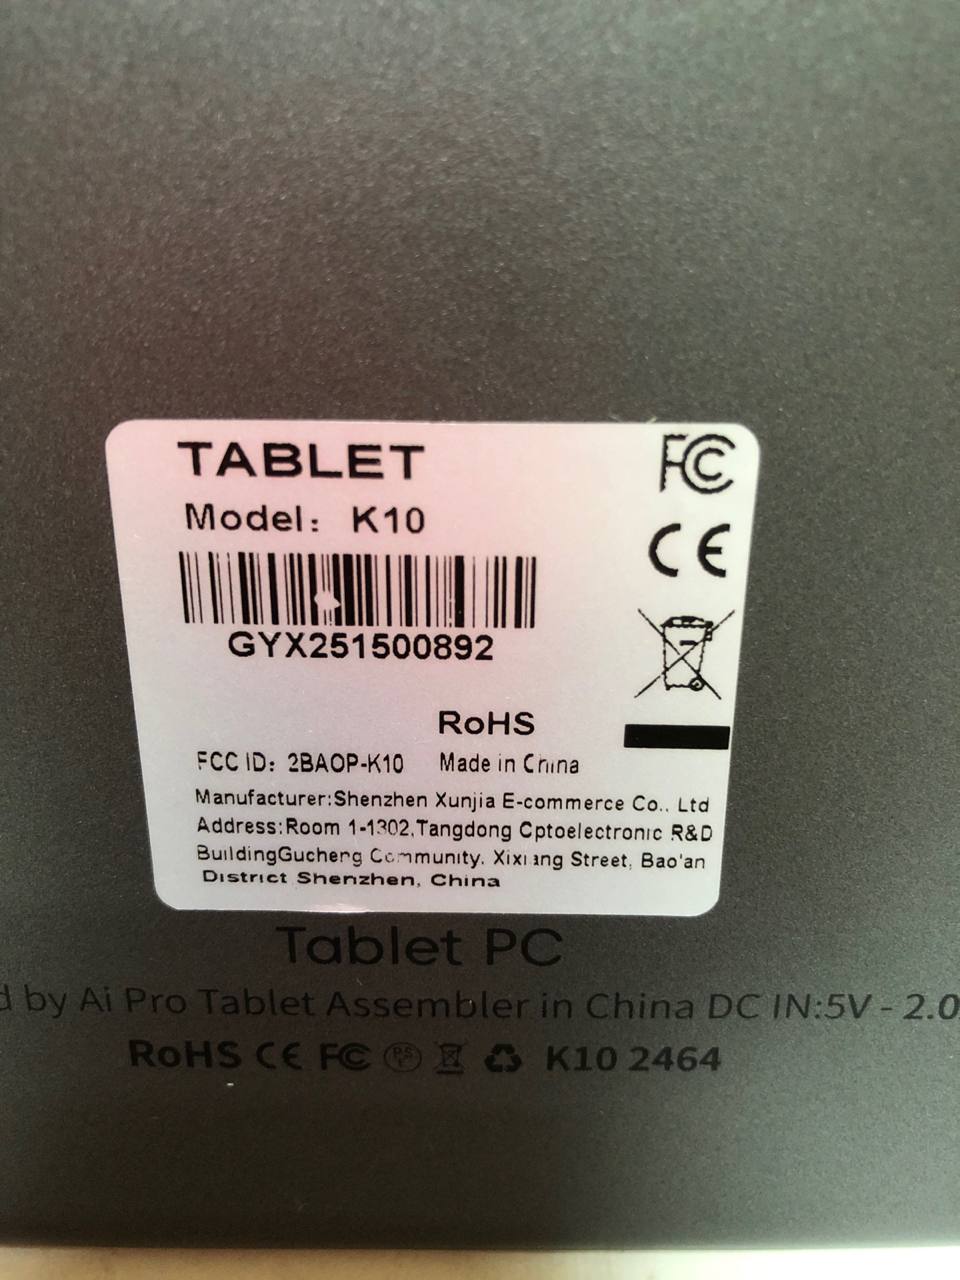 TABLET
FC
Model: K10
CE
GYX251500892
RoHS
FCC ID: 2BAOP-K10 Made in China
Manufacturer:Shenzhen Xunjia E-commerce Co., Ltd
Address:Room 1-1302,Tangdong Cptoelectronic R&D
BuildingGucheng Community. Xixiang Street, Bao'an
District Shenzhen, China
Tablet PC
d by Ai Pro Tablet Assembler in China DC IN:5V - 2.0
RoHS CE FC K10 2464